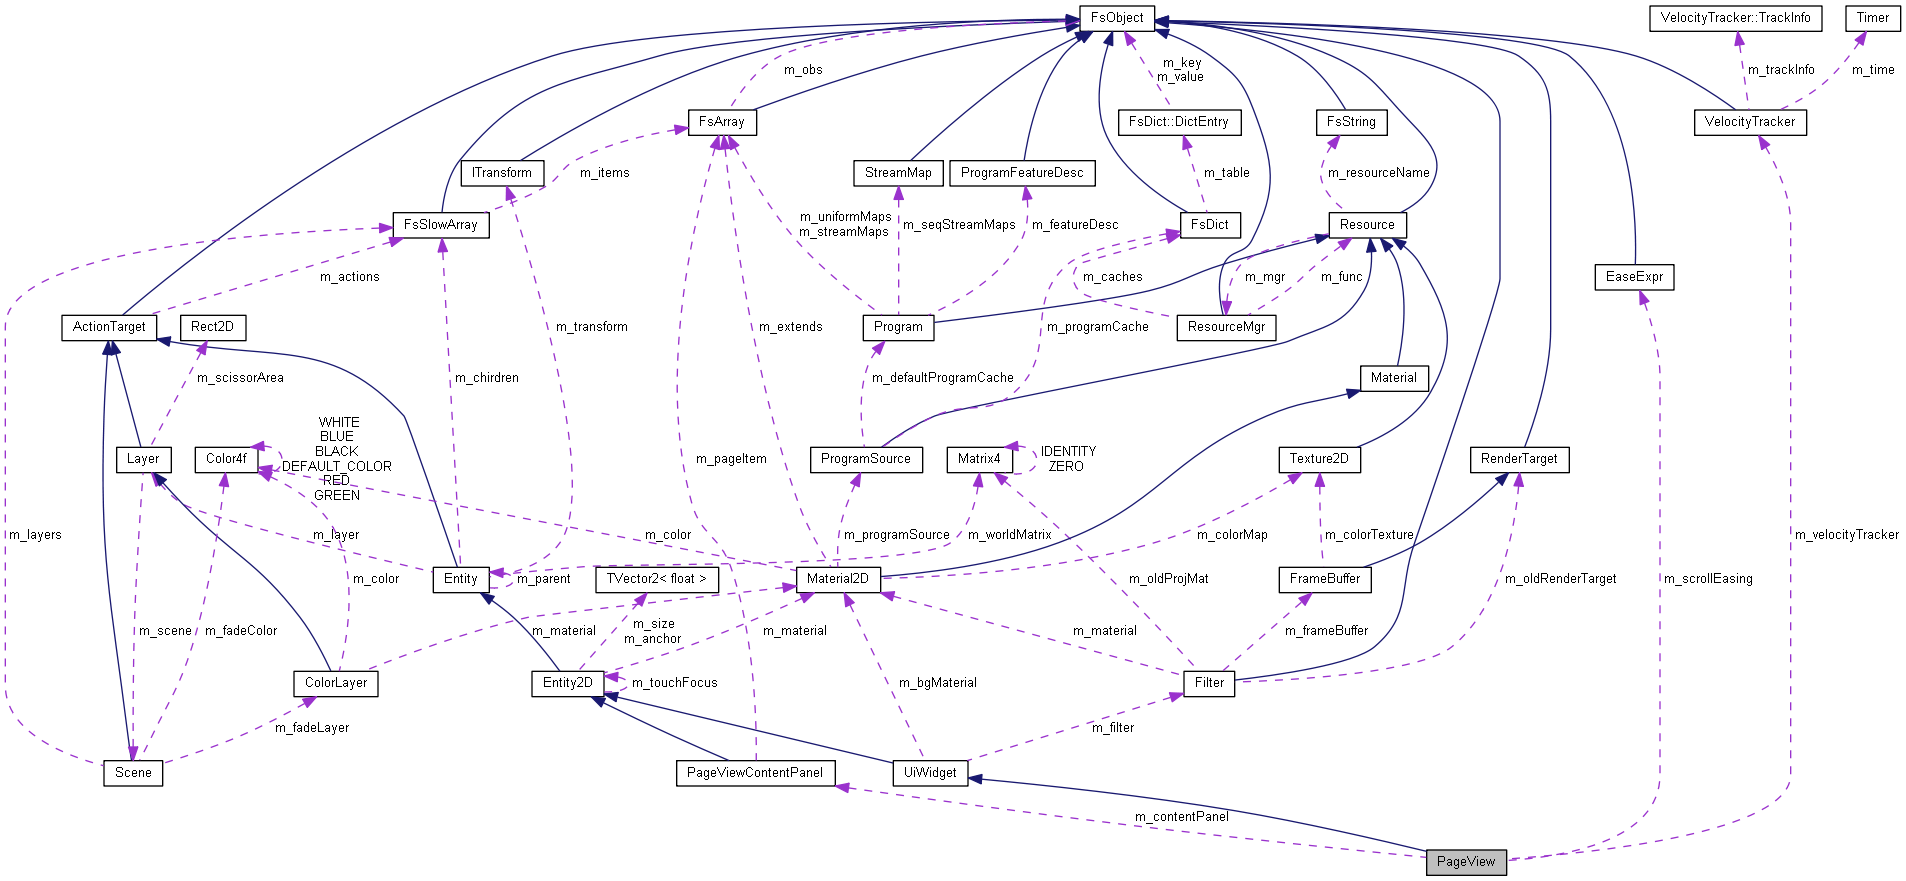 FsObject
VelocityTracker::TrackInfo
Timer
m_obs
m_key
m_value
m_trackInfo
m_time
FsArray
FsDict::DictEntry
FsString
VelocityTracker
ITransform
m_items
StreamMap
ProgramFeatureDesc
m_table
m_resourceName
FsSlowArray
m_uniformMaps
m_streamMaps
m_seqStreamMaps
m_featureDesc
FsDict
Resource
m_actions
m_caches
m_mgr
m_func
EaseExpr
ActionTarget
Rect2D
m_transform
m_extends
Program
m_programCache
ResourceMgr
m_scissorArea
m_chirdren
m_defaultProgramCache
Material
WHITE
BLUE
BLACK
DEFAULT_COLOR
RED
GREEN
Layer
Color4f
m_pageItem
ProgramSource
Matrix4
IDENTITY
ZERO
Texture2D
RenderTarget
m_layers
m_layer
m_color
m_programSource
m_worldMatrix
m_colorMap
m_colorTexture
m_velocityTracker
m_color
Entity
m_parent
TVector2< float >
Material2D
m_oldProjMat
FrameBuffer
m_oldRenderTarget
m_scrollEasing
m_scene
m_fadeColor
m_material
m_size
m_anchor
m_material
m_material
m_frameBuffer
ColorLayer
Entity2D
m_touchFocus
m_bgMaterial
Filter
m_fadeLayer
m_filter
Scene
PageViewContentPanel
UiWidget
m_contentPanel
PageView